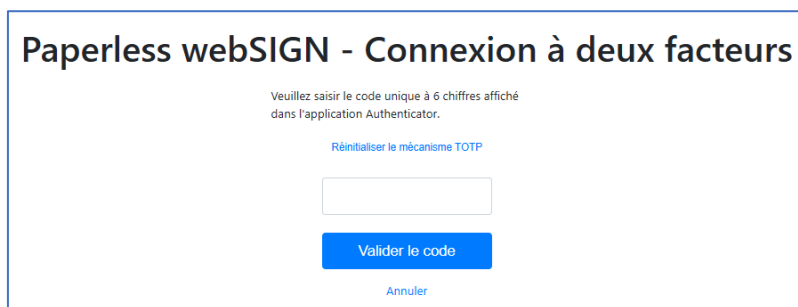 Paperless webSIGN - Connexion à deux facteurs
Veuillez saisir le code unique à 6 chiffres affiché
dans l'application Authenticator.
Réinitialiser le mécanisme TOTP
Valider le code
Annuler